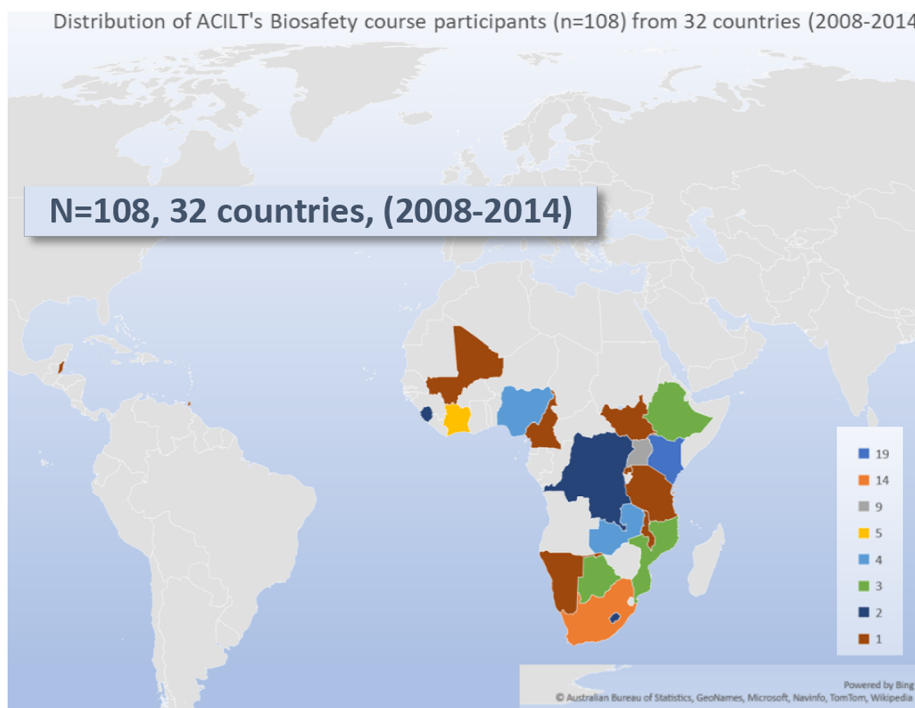 Distribution of ACILT's Biosafety course participants (n=108) from 32 countries (2008-2014
N=108, 32 countries, (2008-2014)
19
14
9
5
4
3
2
1
Powered by Bing
© Australian Bureau of Statistics, GeoNames, Microsoft, Navinfo, TomTom, Wikipedia